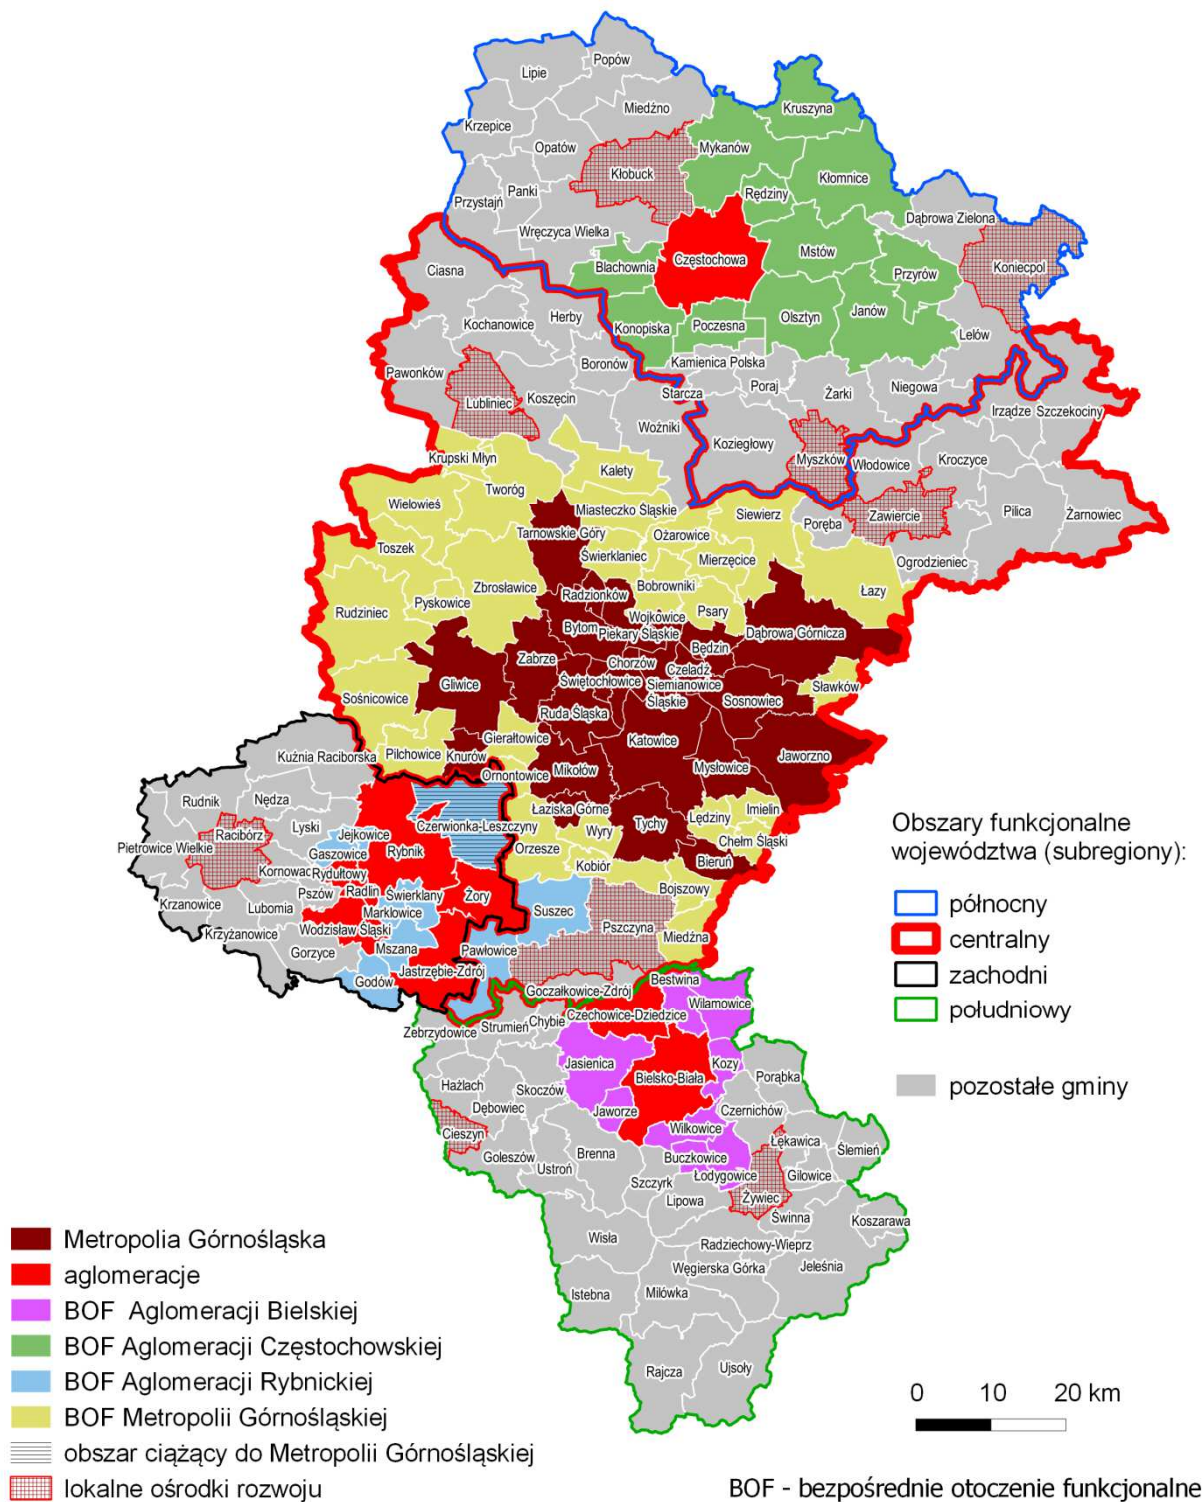 Popów
Lipie
Kruszyna
Miedźno
Krzepice
Opatów
Mykanów
Kłobuck
Kłomnice
Panki
Rędziny
Przystajń
Dąbrowa Zielona
Wręczyca Wielka
Mstów
Częstochowa
Blachownia
Koniecpol
Ciasna
Przyrów
Janów
Olsztyn
Herby
Kochanowice
Konopiska
Poczesna
Lelów
Boronów
Kamienica Polska
Pawonków
Poraj
Niegowa
Żarki
Starcza
Koszęcin
Lubliniec
Irządze
Szczekociny
Woźniki
Koziegłowy
Myszków
Włodowice
Kroczyce
Krupski Młyn
Kalety
Tworóg
Wielowieś
Miasteczko Śląskie
Siewierz
Pilica
Żarnowiec
Zawiercie
Poręba
Tarnowskie Góry
Ożarowice
Toszek
Świerklaniec
Mierzęcice
Ogrodzieniec
Zbrosławice
Bobrowniki
Łazy
Radzionków
Pyskowice
Rudziniec
Psary
Wojkowice
Bytom
Piekary Śląskie
Dąbrowa Górnicza
Będzin
Zabrze
Chorzów
Czeladź
Świętochłowice
Siemianowice
Śląskie
Gliwice
Sławków
Sośnicowice
Sosnowiec
Ruda Śląska
Gierałtowice
Katowice
Kuźnia Raciborska
Pilchowice
Knurów
Jaworzno
Mysłowice
Mikołów
Ornontowice
Rudnik
Nędza
Łaziska Górne
Imielin
Lędziny
Tychy
Lyski
Czerwionka-Leszczyny
Racibórz
Jejkowice
Wyry
Chełm Śląski
Pietrowice Wielkie
Orzesze
Rybnik
Gaszowice
Bieruń
Kobiór
Kornowac
Rydułtowy
Bojszowy
Pszów
Radlin
Świerklany
Żory
Krzanowice
Lubomia
Marklowice
Suszec
Wodzisław Śląski
Pszczyna
Krzyżanowice
Miedźna
Mszana
Gorzyce
Pawłowice
Jastrzębie-Zdrój
Godów
Bestwina
Goczałkowice-Zdrój
Wilamowice
Czechowice-Dziedzice
Chybie
Strumień
Zebrzydowice
Jasienica
Kozy
Bielsko-Biała
Porąbka
Hażlach
Skoczów
Dębowiec
Jaworze
Czernichów
Wilkowice
Cieszyn
Łękawica
Ślemień
Goleszów
Brenna
Buczkowice
Ustroń
Łodygowice
Gilowice
Szczyrk
Lipowa
Żywiec
Świnna
Koszarawa
Wisła
Radziechowy-Wieprz
Węgierska Górka
Jeleśnia
Istebna
Milówka
Rajcza
Ujsoły
Obszary funkcjonalne
województwa (subregiony):
północny
centralny
zachodni
południowy
pozostałe gminy
Metropolia Górnośląska
aglomeracje
BOF Aglomeracji Bielskiej
BOF Aglomeracji Częstochowskiej
BOF Aglomeracji Rybnickiej
BOF Metropolii Górnośląskiej
obszar ciążący do Metropolii Górnośląskiej
lokalne ośrodki rozwoju
0 10 20 km
BOF - bezpośrednie otoczenie funkcjonalne